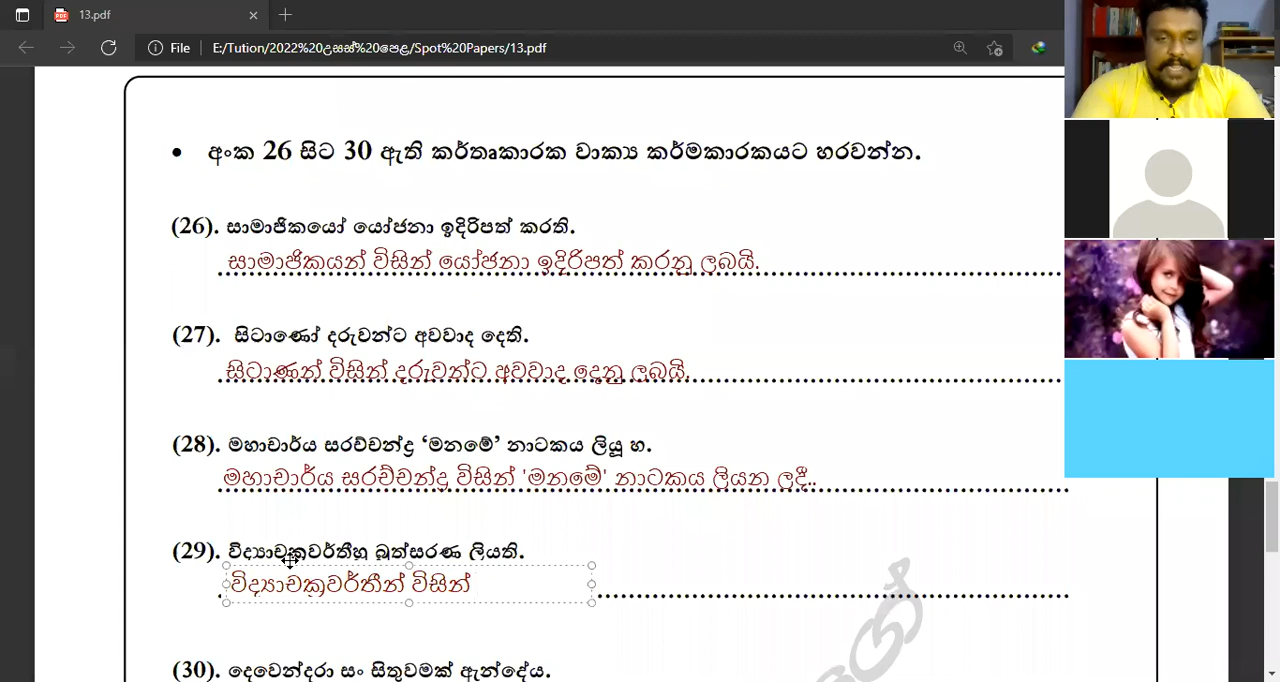 13.pdf
File E:/Tution/2022%20උසස්%20පෙළ/Spot%20Papers/13.pdf
• අංක 26 සිට 30 ඇති කර්තෘකාරක වාක්‍ය කර්මකාරකයට හරවන්න.
(26). සාමාජිකයෝ යෝජනා ඉදිරිපත් කරති.
සාමාජිකයන් විසින් යෝජනා ඉදිරිපත් කරනු ලබයි.
(27). සිටාණෝ දරුවන්ට අවවාද දෙති.
සිටාණන් විසින් දරුවන්ට අවවාද දෙනු ලබයි.
(28). මහාචාර්ය සරච්චන්ද්‍ර ‘මනමේ’ නාටකය ලියූ හ.
මහාචාර්ය සරච්චන්ද්‍ර විසින් 'මනමේ' නාටකය ලියන ලදී..
(29). විද්‍යාචක්‍රවර්තීහු බුත්සරණ ලියති.
විද්‍යාචක්‍රවර්තීන් විසින්
(30). දෙවෙන්දරා සං සිතුවමක් ඇන්දේය.